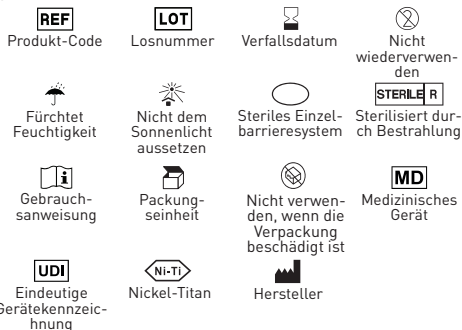 REF
LOT
2
Produkt-Code
Losnummer
Verfallsdatum
Nicht
wiederverwen-
den
STERILE R
Fürchtet
Feuchtigkeit
Nicht dem
Sonnenlicht
aussetzen
Steriles Einzel-
barrieresystem
Sterilisiert dur-
ch Bestrahlung
i
MD
Gebrauch-
sanweisung
Packung-
seinheit
Nicht verwen-
den, wenn die
Verpackung
beschädigt ist
Medizinisches
Gerät
UDI
Ni-Ti
Eindeutige
Gerätekennzeic-
hnung
Nickel-Titan
Hersteller